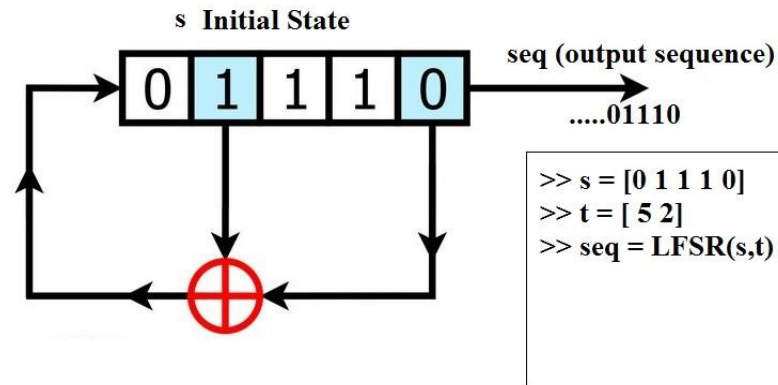 s Initial State
0 1 1 1 0
seq (output sequence)
.....01110
>> s = [0 1 1 1 0]
>> t = [ 5 2]
>> seq = LFSR(s,t)